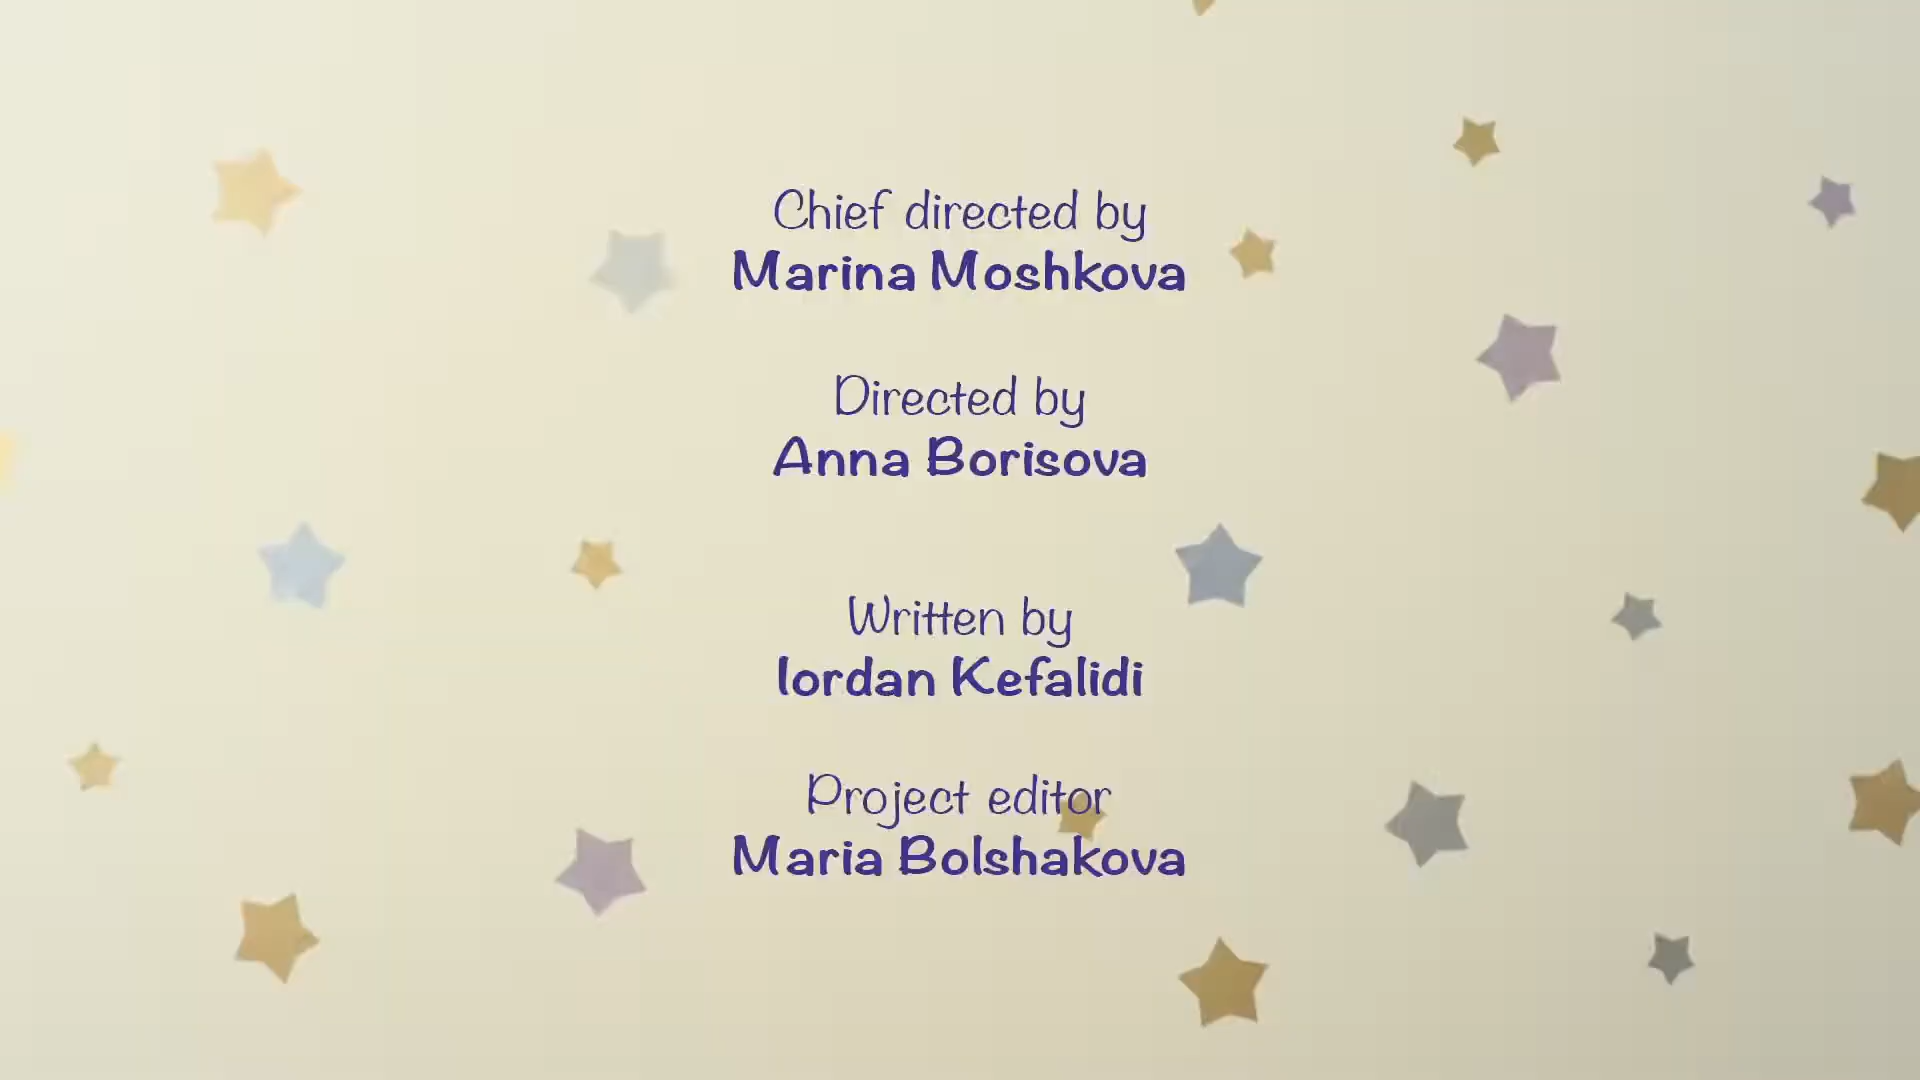 Chief directed by
Marina Moshkova
Directed by
Anna Borisova
Written by
Iordan Kefalidi
Project editor
Maria Bolshakova